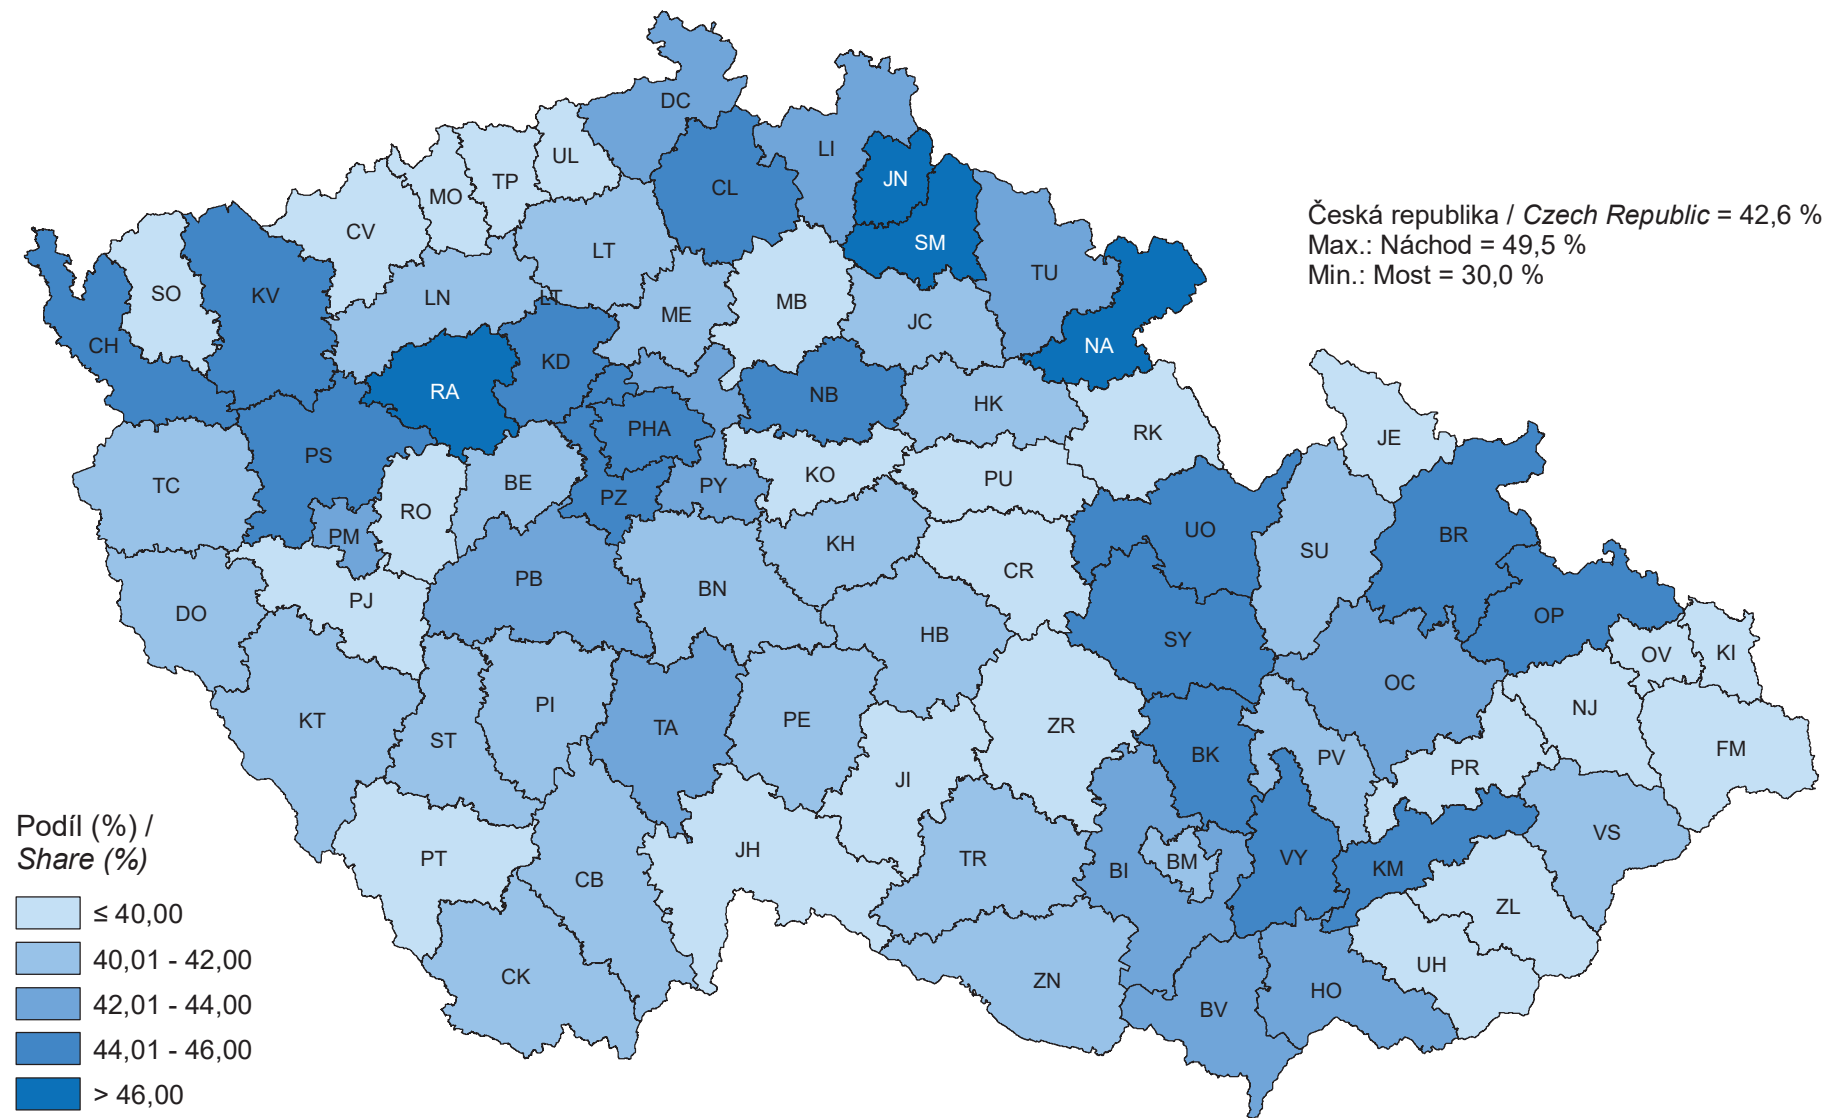 DC
LI
UL
TP
MO
CL
JN
CV
SM
LT
Česká republika / Czech Republic = 42,6 %
Max.: Náchod = 49,5 %
Min.: Most = 30,0 %
SO
KV
LN
LT
ME
MB
JC
TU
CH
KD
NA
RA
NB
HK
PHA
RK
JE
PS
TC
BE
KO
PU
PZ
PY
RO
PM
KH
UO
SU
BR
CR
PB
BN
PJ
DO
HB
SY
OP
OV
KI
OC
KT
ST
PI
TA
PE
ZR
NJ
BK
PV
PR
FM
JI
Podíl (%) /
Share (%)
PT
CB
JH
TR
BI
BM
VY
KM
VS
ZL
CK
ZN
BV
HO
UH
≤ 40,00
40,01 - 42,00
42,01 - 44,00
44,01 - 46,00
> 46,00